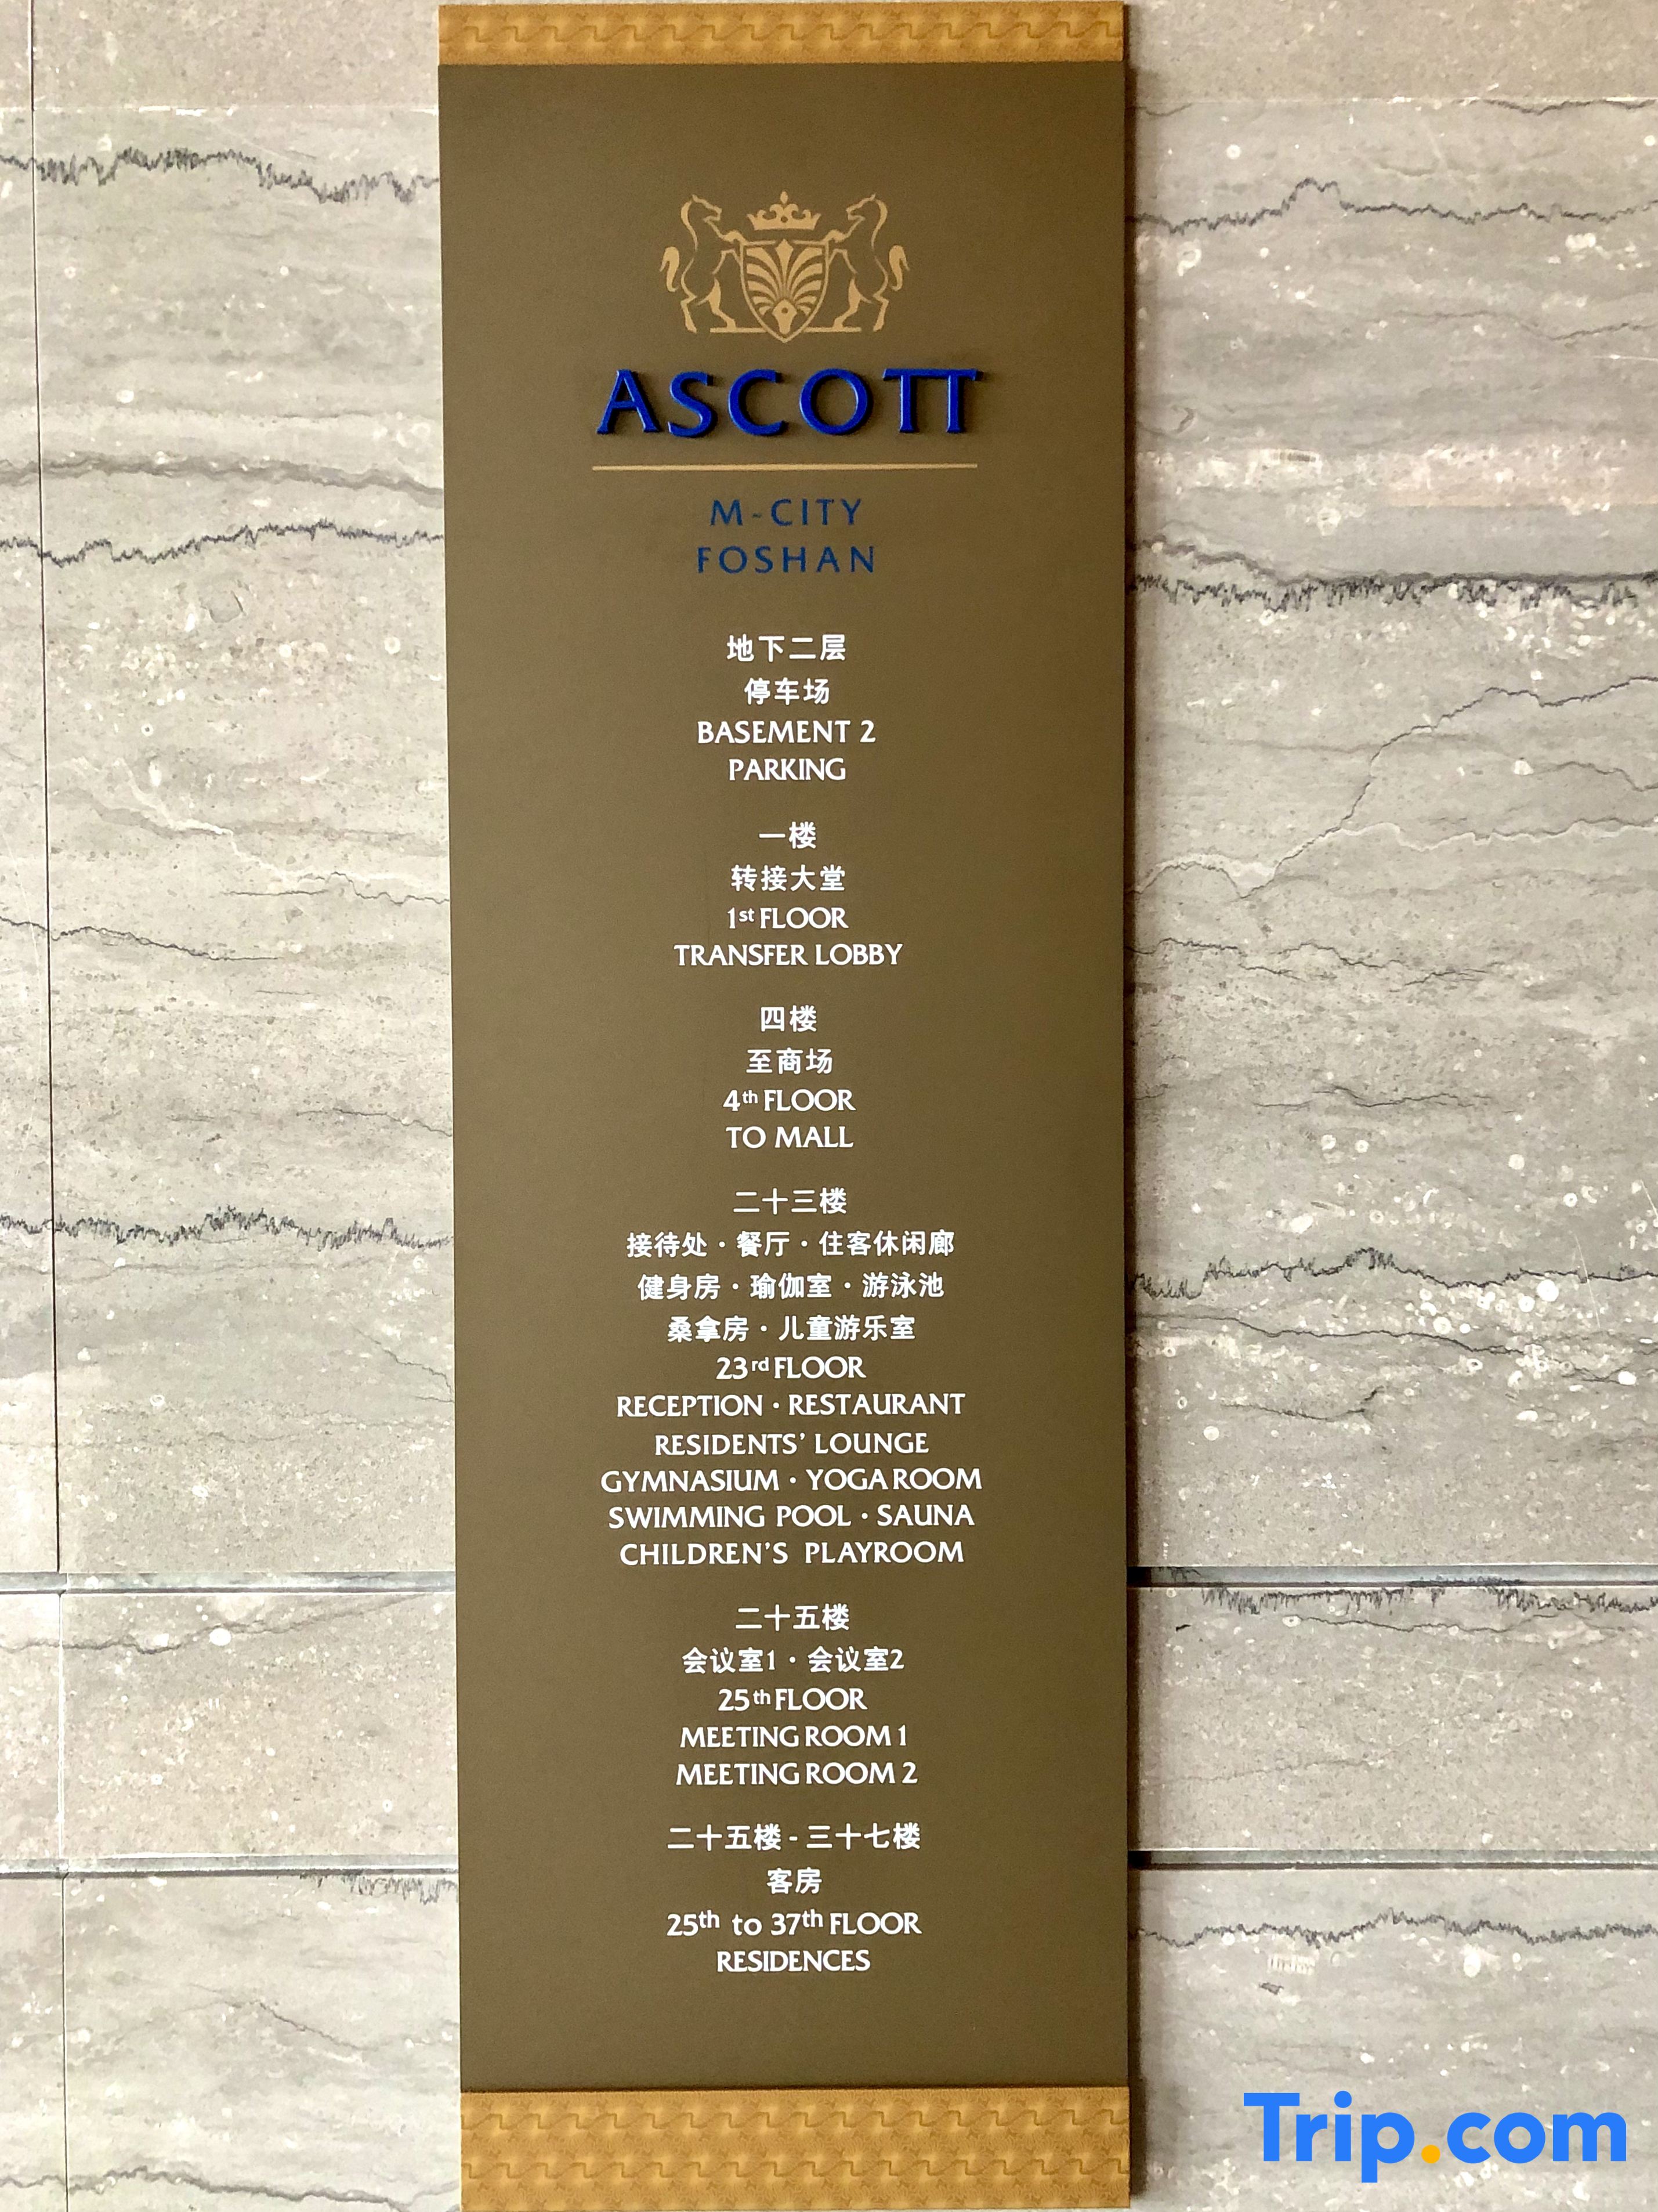 ASCOTT
M-CITY
FOSHAN
地下二层
停车场
BASEMENT 2
PARKING
一楼
转接大堂
1st FLOOR
TRANSFER LOBBY
四楼
至商场
4th FLOOR
TO MALL
二十三楼
接待处·餐厅·住客休闲廊
健身房·瑜伽室·游泳池
桑拿房·儿童游乐室
23rd FLOOR
RECEPTION · RESTAURANT
RESIDENTS' LOUNGE
GYMNASIUM · YOGA ROOM
SWIMMING POOL · SAUNA
CHILDREN'S PLAYROOM
二十五楼
会议室1·会议室2
25th FLOOR
MEETING ROOM 1
MEETING ROOM 2
二十五楼 - 三十七楼
客房
25th to 37th FLOOR
RESIDENCES
Trip.com